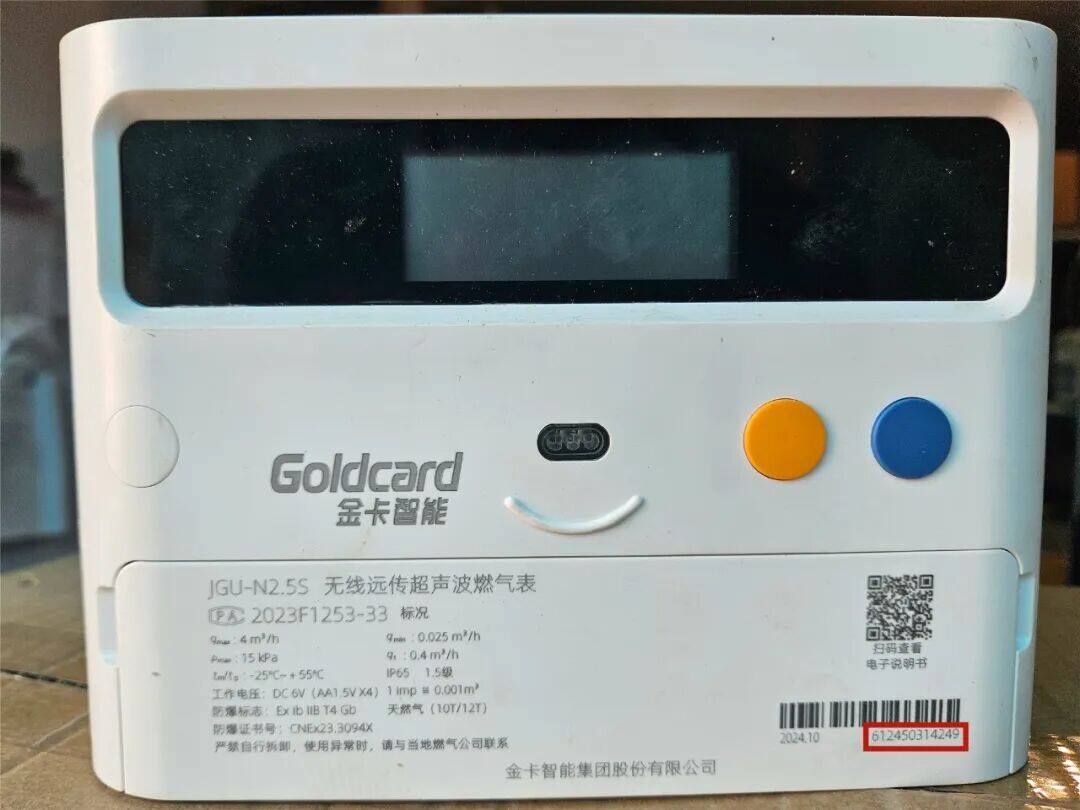 Goldcard
金卡智能
JGU-N2.5S 无线远传超声波燃气表
PA 2023F1253-33 标况
qmax : 4 m³/h
qmin : 0.025 m³/h
pmax : 15 kPa
qt : 0.4 m³/h
tm/tg : -25℃~+55℃
IP65 1.5级
工作电压: DC 6V (AA1.5V X4)
1 imp ≙ 0.001m³
防爆标志: Ex ib IIB T4 Gb
天然气 (10T/12T)
防爆证书号: CNEx23.3094X
严禁自行拆卸, 使用异常时, 请与当地燃气公司联系
扫码查看
电子说明书
2024.10
612450314249
金卡智能集团股份有限公司